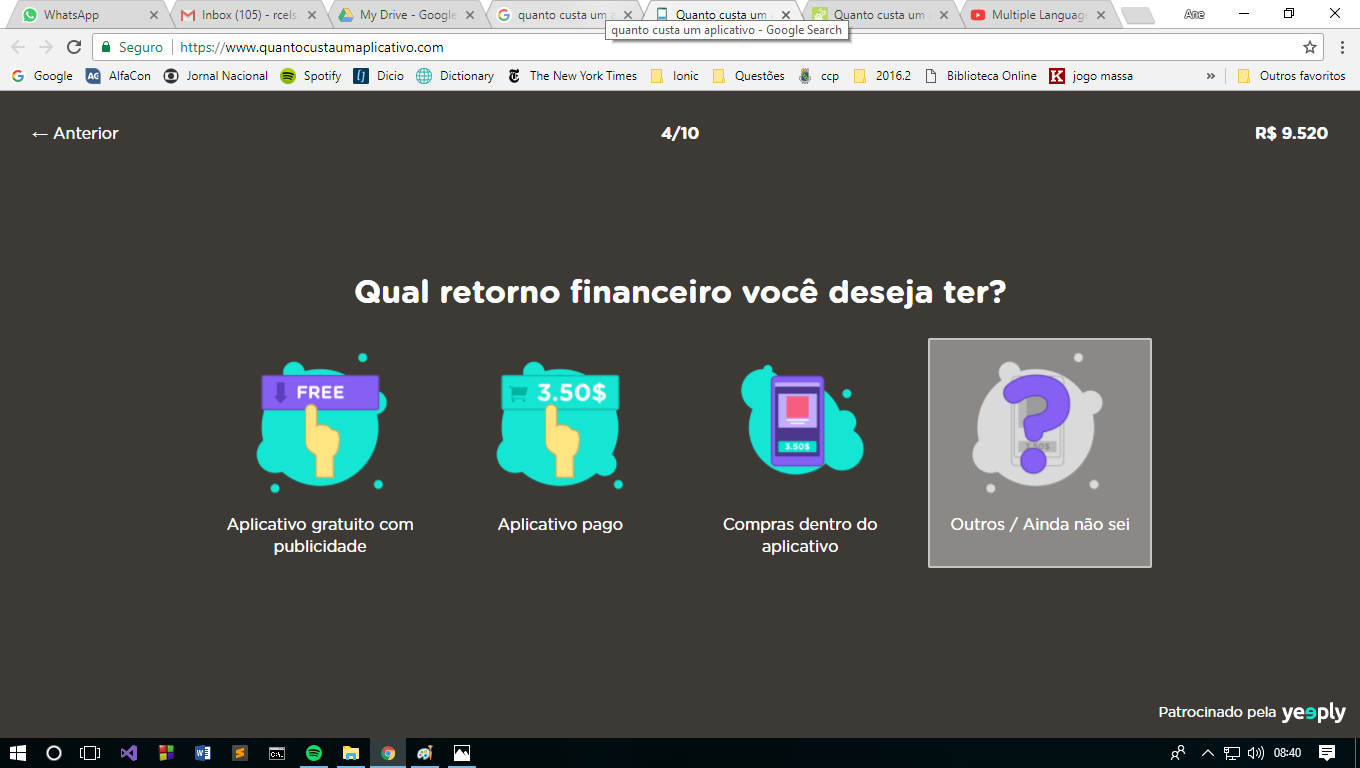 WhatsApp
Inbox (105) - rcels
My Drive - Google
quanto custa um a
Quanto custa um
Quanto custa um
Multiple Language
Ane
quanto custa um aplicativo - Google Search
Seguro
https://www.quantocustaumaplicativo.com
Google
AC AlfaCon
Jornal Nacional
Spotify
Dicio
Dictionary
The New York Times
Ionic
Questões
ccp
2016.2
Biblioteca Online
K jogo massa
»
Outros favoritos
← Anterior
4/10
R$ 9.520
Qual retorno financeiro você deseja ter?
FREE
3.50$
3.50$
?
3.50$
Aplicativo gratuito com
publicidade
Aplicativo pago
Compras dentro do
aplicativo
Outros / Ainda não sei
Patrocinado pela yeeply
08:40